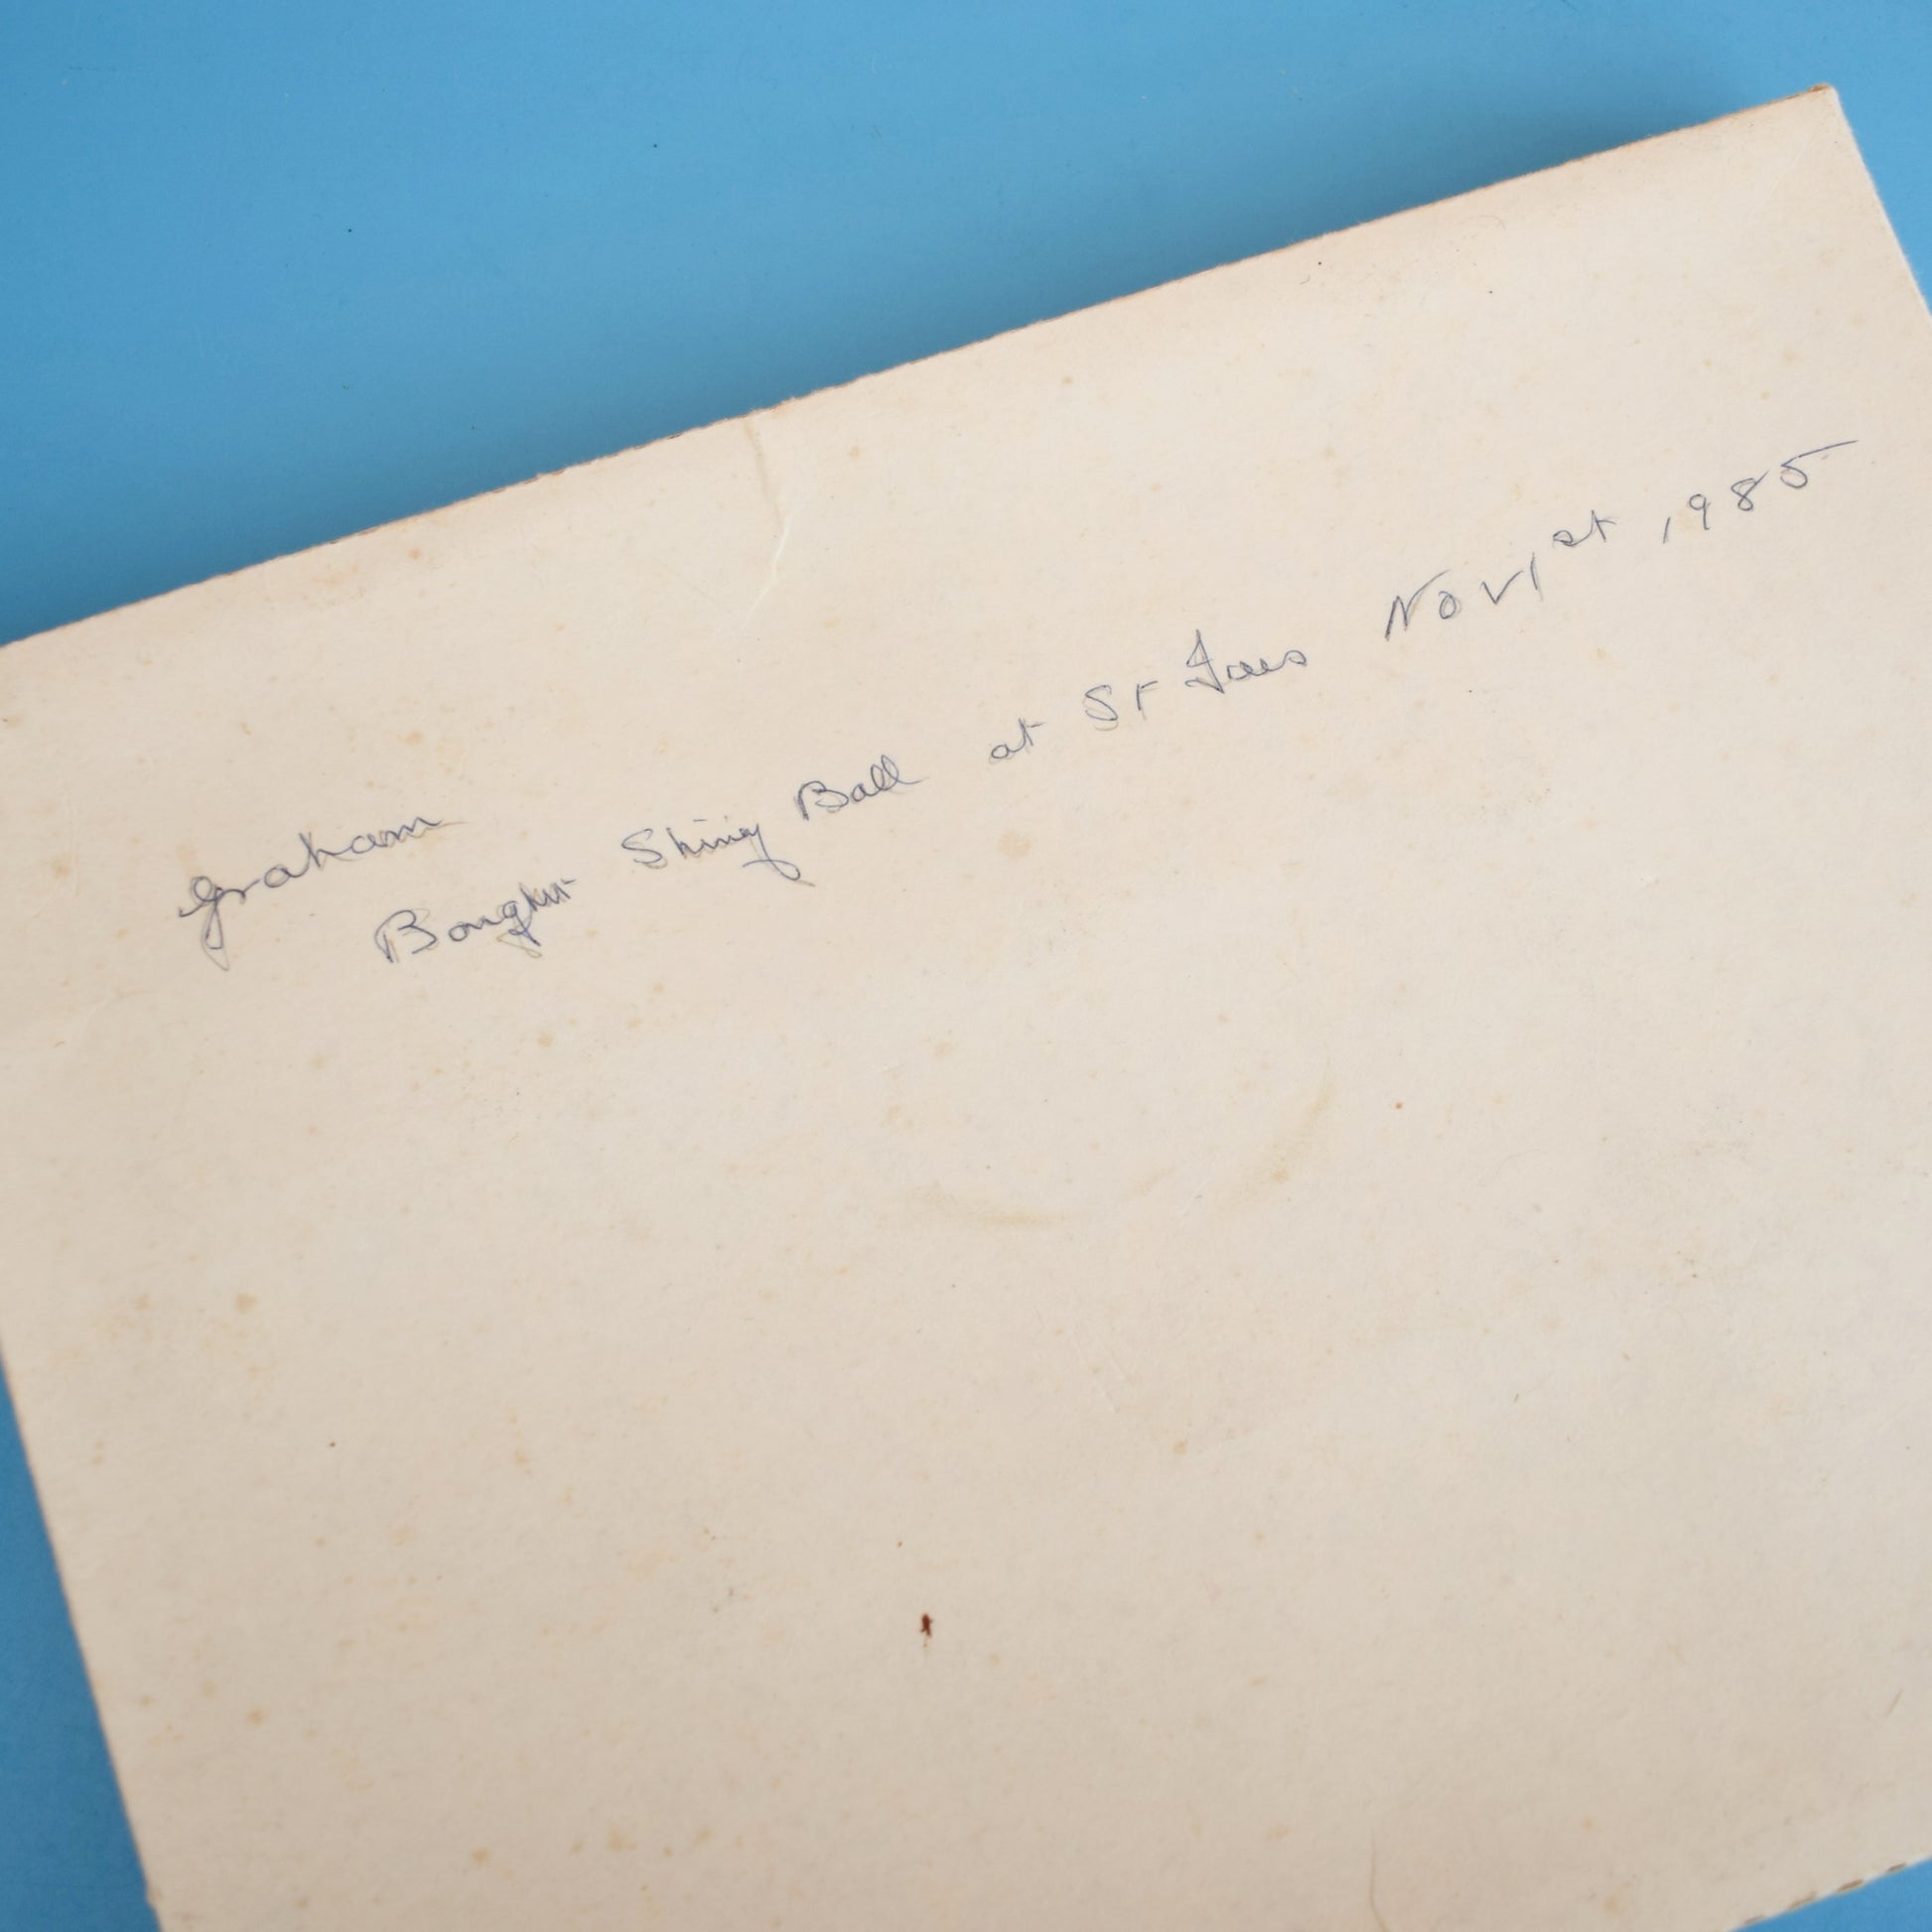 Graham
Bought Shiny Ball at St Ives Nov 1st 1985